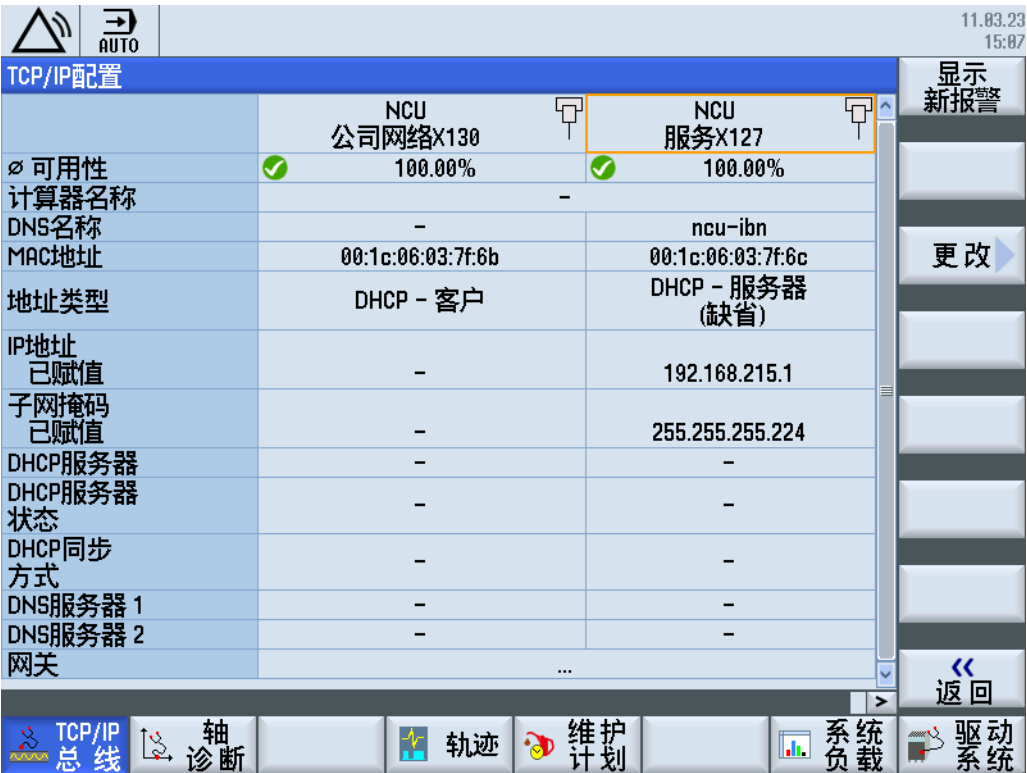 11.03.23
15:07
AUTO
TCP/IP配置
显示
新报警
NCU
公司网络X130
NCU
服务X127
ø 可用性 100.00% 100.00%
计算器名称 -
DNS名称 - ncu-ibn
MAC地址 00:1c:06:03:7f:6b 00:1c:06:03:7f:6c
更改
地址类型 DHCP - 客户 DHCP - 服务器
(缺省)
IP地址
已赋值 - 192.168.215.1
子网掩码
已赋值 - 255.255.255.224
DHCP服务器 - -
DHCP服务器
状态 - -
DHCP同步
方式 - -
DNS服务器 1 - -
DNS服务器 2 - -
网关 ...
«
返回
>
TCP/IP
总线
轴
诊断
轨迹
维护
计划
系统
负载
驱动
系统